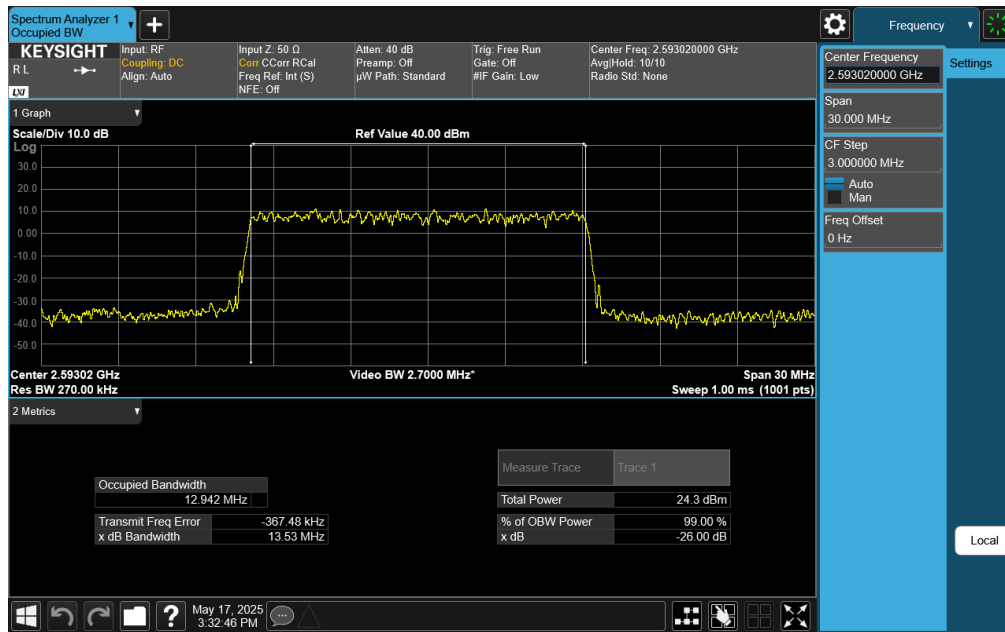 Spectrum Analyzer 1
Occupied BW
Frequency
KEYSIGHT
R L
LXI
Input: RF
Coupling: DC
Align: Auto
Input Z: 50 Ω
Corr CCorr RCal
Freq Ref: Int (S)
NFE: Off
Atten: 40 dB
Preamp: Off
µW Path: Standard
Trig: Free Run
Gate: Off
#IF Gain: Low
Center Freq: 2.593020000 GHz
Avg|Hold: 10/10
Radio Std: None
Center Frequency
2.593020000 GHz
Settings
Span
30.000 MHz
CF Step
3.000000 MHz
Auto
Man
Freq Offset
0 Hz
Local
1 Graph
Scale/Div 10.0 dB
Ref Value 40.00 dBm
Log
30.0
20.0
10.0
0.00
-10.0
-20.0
-30.0
-40.0
-50.0
Center 2.59302 GHz
Video BW 2.7000 MHz*
Span 30 MHz
Res BW 270.00 kHz
Sweep 1.00 ms (1001 pts)
2 Metrics
Measure Trace Trace 1
Occupied Bandwidth
12.942 MHz
Total Power 24.3 dBm
Transmit Freq Error -367.48 kHz
% of OBW Power 99.00 %
x dB Bandwidth 13.53 MHz
x dB -26.00 dB
?
May 17, 2025
3:32:46 PM